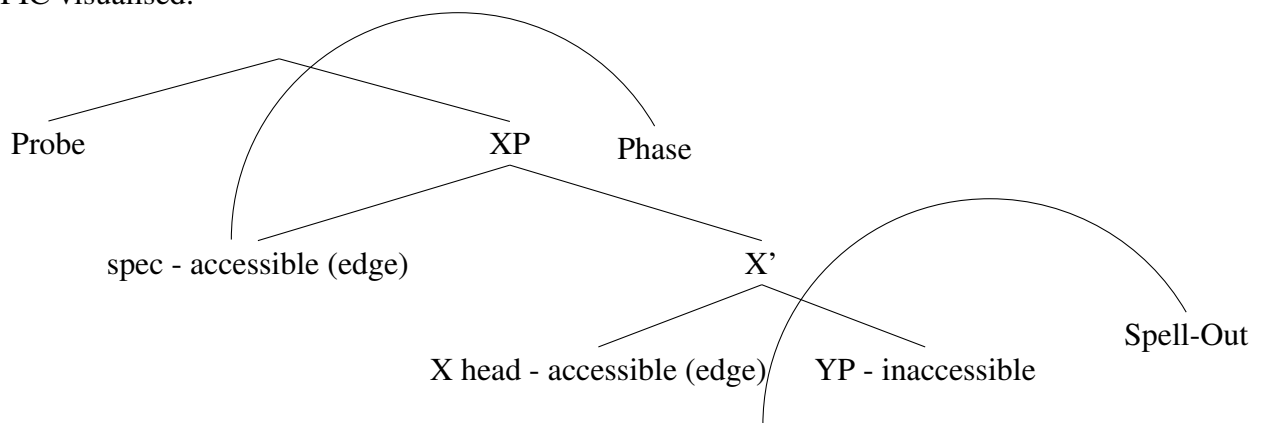 PIC visualised:
Probe
XP
Phase
spec - accessible (edge)
X’
Spell-Out
X head - accessible (edge)
YP - inaccessible